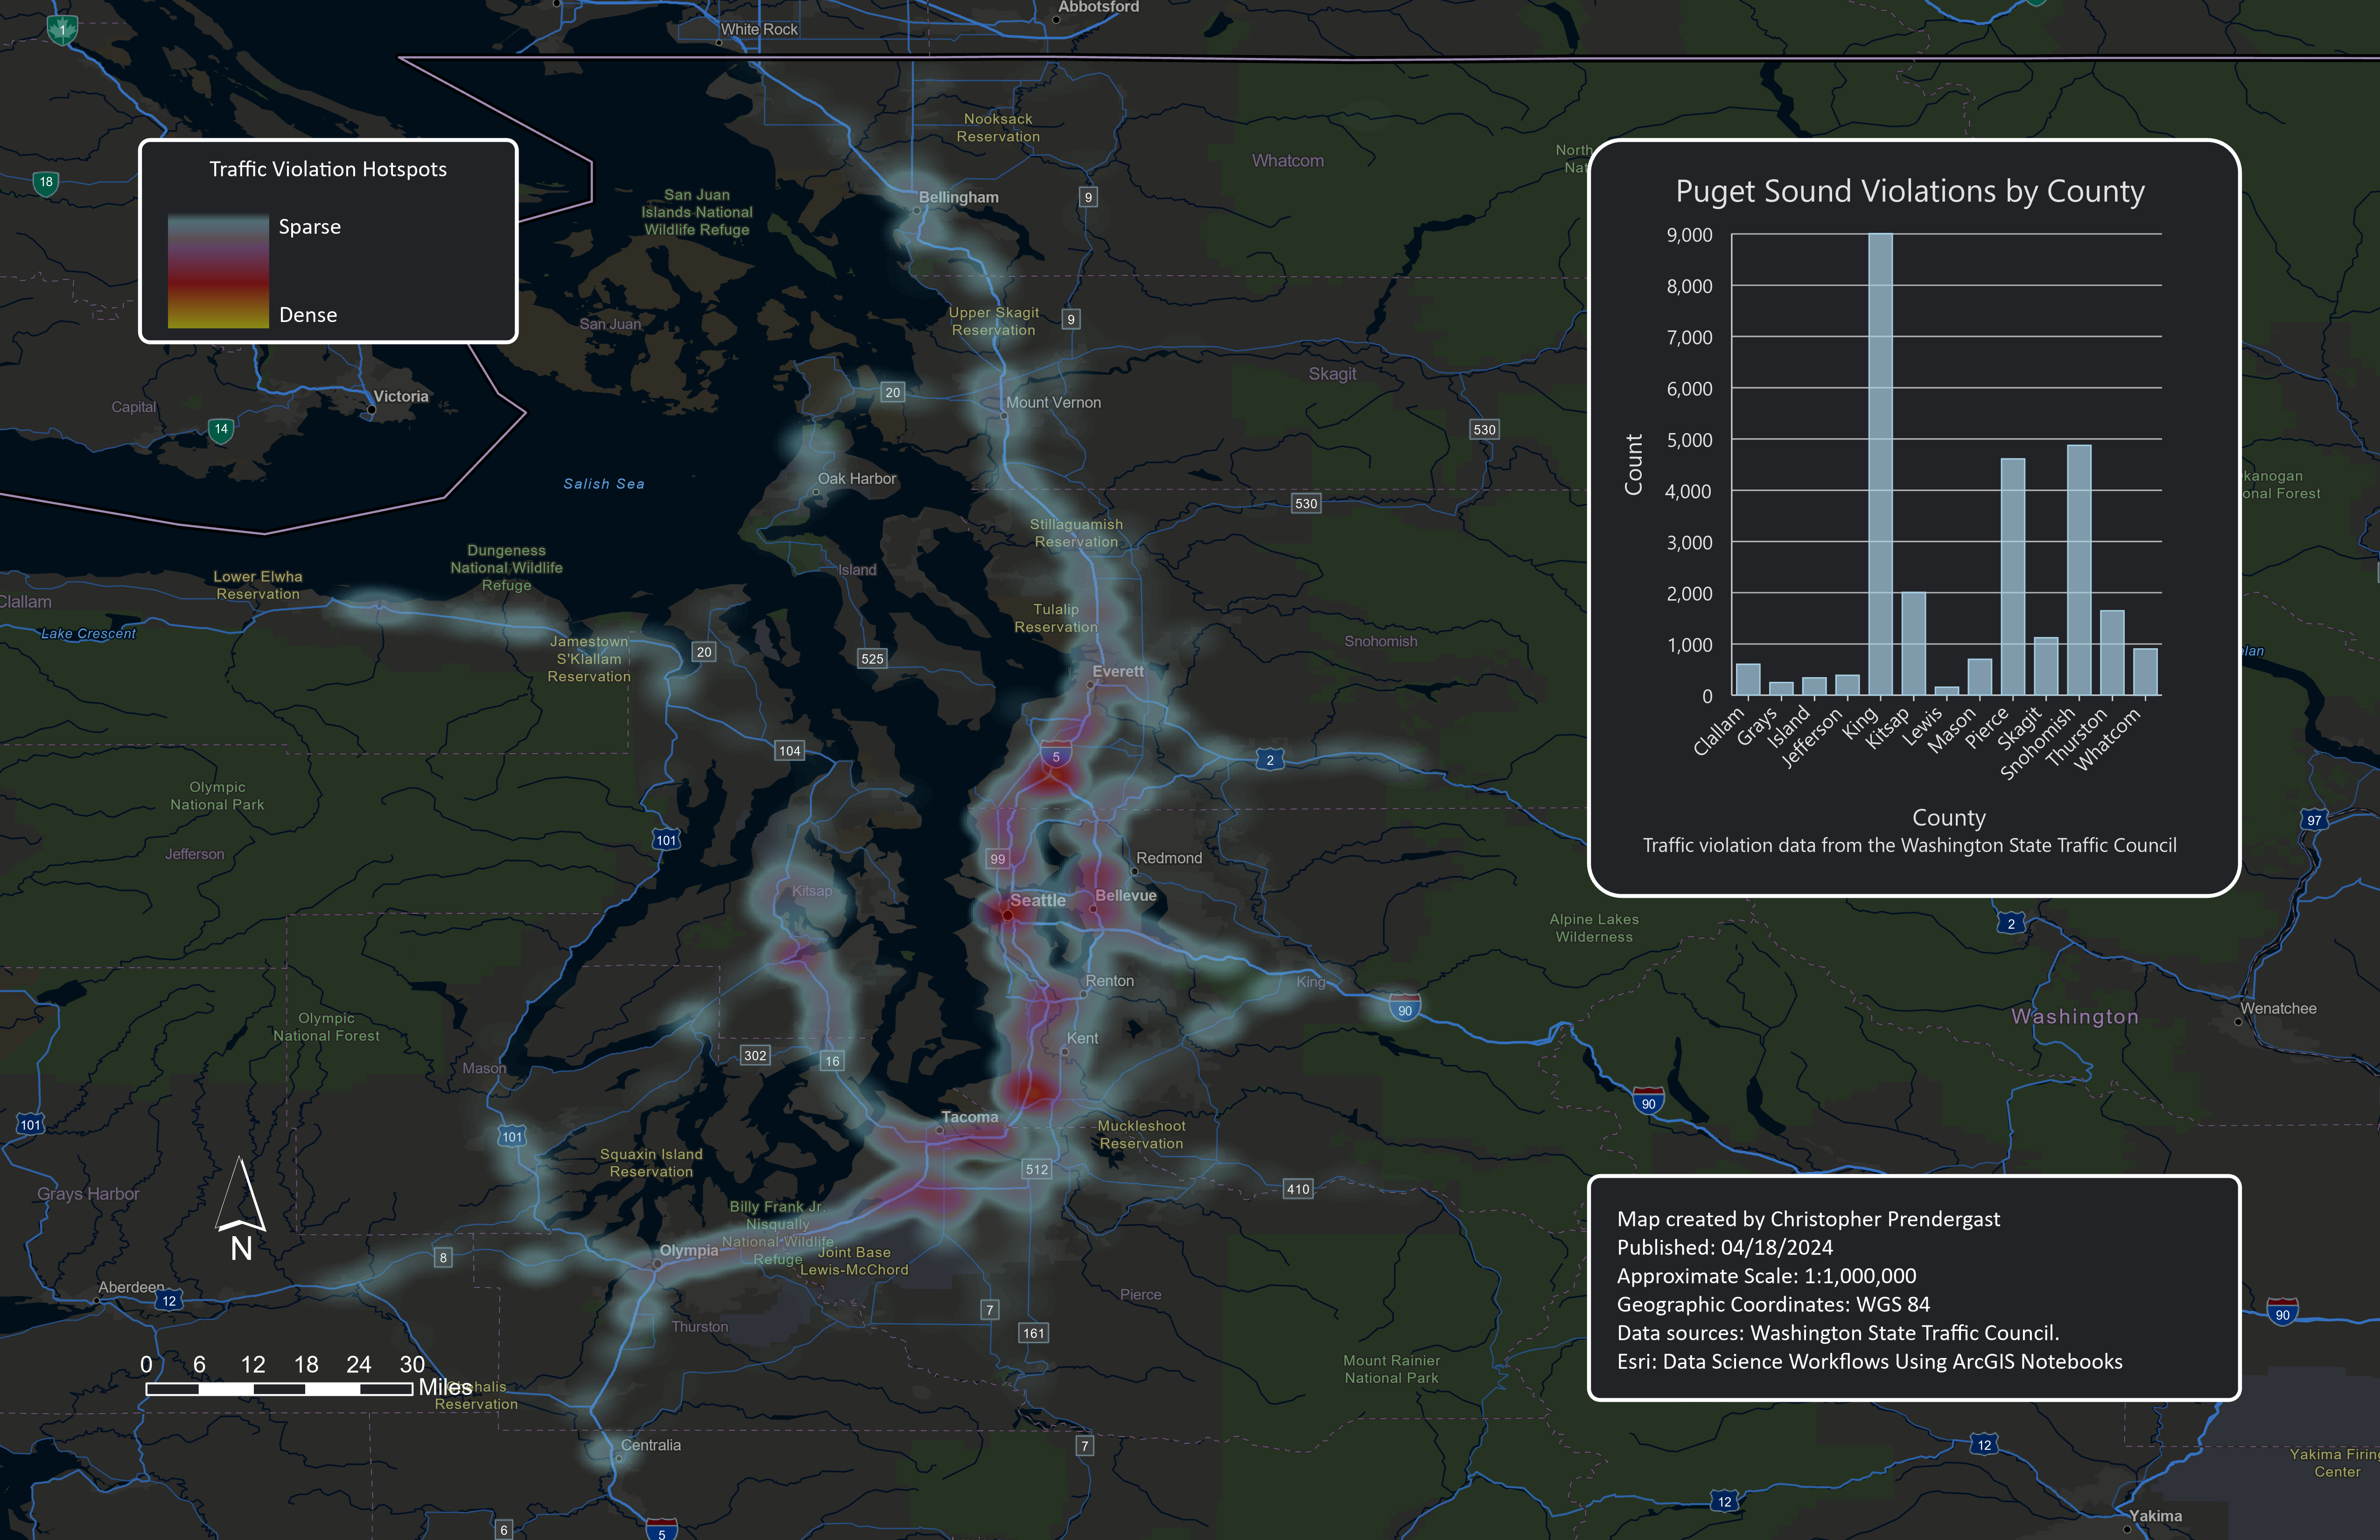 Abbotsford
White Rock
1
Nooksack
Reservation
Whatcom
18
Traffic Violation Hotspots
Sparse
Dense
San Juan
Islands National
Wildlife Refuge
Bellingham
9
North
Nat
Puget Sound Violations by County
9,000
8,000
7,000
6,000
5,000
4,000
3,000
2,000
1,000
0
Count
Clallam
Grays
Island
Jefferson
King
Kitsap
Lewis
Mason
Pierce
Skagit
Snohomish
Thurston
Whatcom
County
Traffic violation data from the Washington State Traffic Council
San Juan
Upper Skagit
Reservation
9
Skagit
Capital
Victoria
14
20
Mount Vernon
530
Salish Sea
Oak Harbor
530
kanogan
onal Forest
Stillaguamish
Reservation
Dungeness
National Wildlife
Refuge
Lower Elwha
Reservation
Clallam
Island
Lake Crescent
Tulalip
Reservation
Jamestown
S'Klallam
Reservation
20
525
Snohomish
elan
Everett
104
5
2
Olympic
National Park
Jefferson
101
99
Redmond
97
Kitsap
Seattle
Bellevue
Alpine Lakes
Wilderness
2
Renton
King
90
Washington
Wenatchee
Olympic
National Forest
Mason
302
16
Kent
90
101
101
Tacoma
Muckleshoot
Reservation
Squaxin Island
Reservation
512
410
Grays Harbor
N
Billy Frank Jr.
Nisqually
National Wildlife
Refuge
Joint Base
Lewis-McChord
Olympia
8
Aberdeen
12
Pierce
7
161
Thurston
Mount Rainier
National Park
90
Map created by Christopher Prendergast
Published: 04/18/2024
Approximate Scale: 1:1,000,000
Geographic Coordinates: WGS 84
Data sources: Washington State Traffic Council.
Esri: Data Science Workflows Using ArcGIS Notebooks
0 6 12 18 24 30
Miles
Chehalis
Reservation
Centralia
7
12
Yakima Firing
Center
12
Yakima
6
5